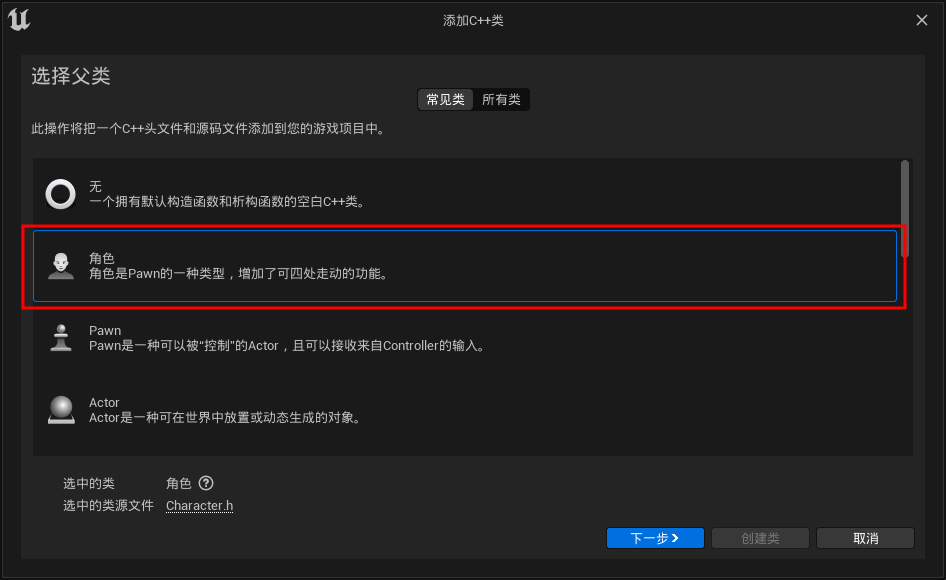 添加C++类
选择父类
常见类 所有类
此操作将把一个C++头文件和源码文件添加到您的游戏项目中。
无
一个拥有默认构造函数和析构函数的空白C++类。
角色
角色是Pawn的一种类型，增加了可四处走动的功能。
Pawn
Pawn是一种可以被“控制”的Actor，且可以接收来自Controller的输入。
Actor
Actor是一种可在世界中放置或动态生成的对象。
选中的类 角色
选中的类源文件 Character.h
下一步 创建类 取消